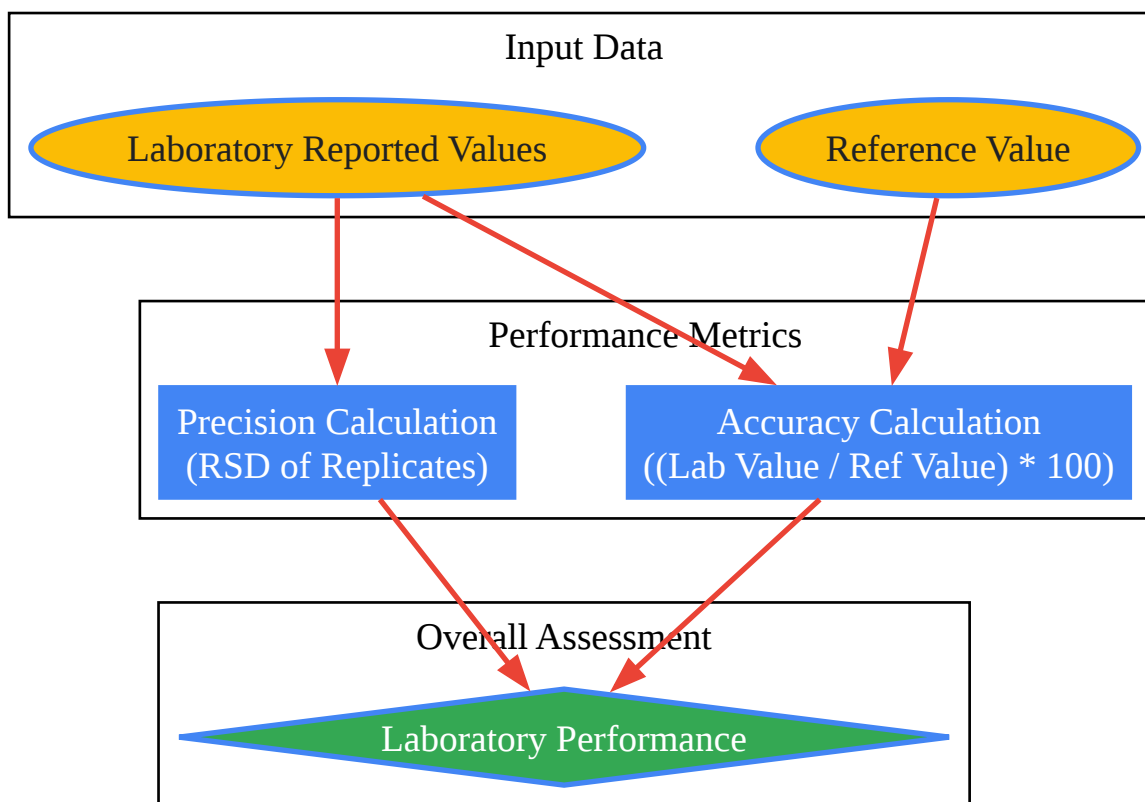 Input Data
Laboratory Reported Values
Reference Value
Performance Metrics
Precision Calculation
(RSD of Replicates)
Accuracy Calculation
((Lab Value / Ref Value) * 100)
Overall Assessment
Laboratory Performance